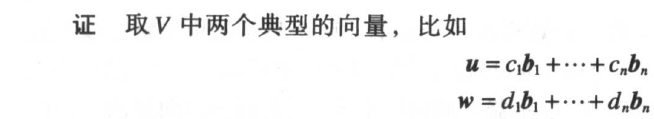 证 取V中两个典型的向量，比如
u = c₁b₁ + ⋯ + cₙbₙ
w = d₁b₁ + ⋯ + dₙbₙ